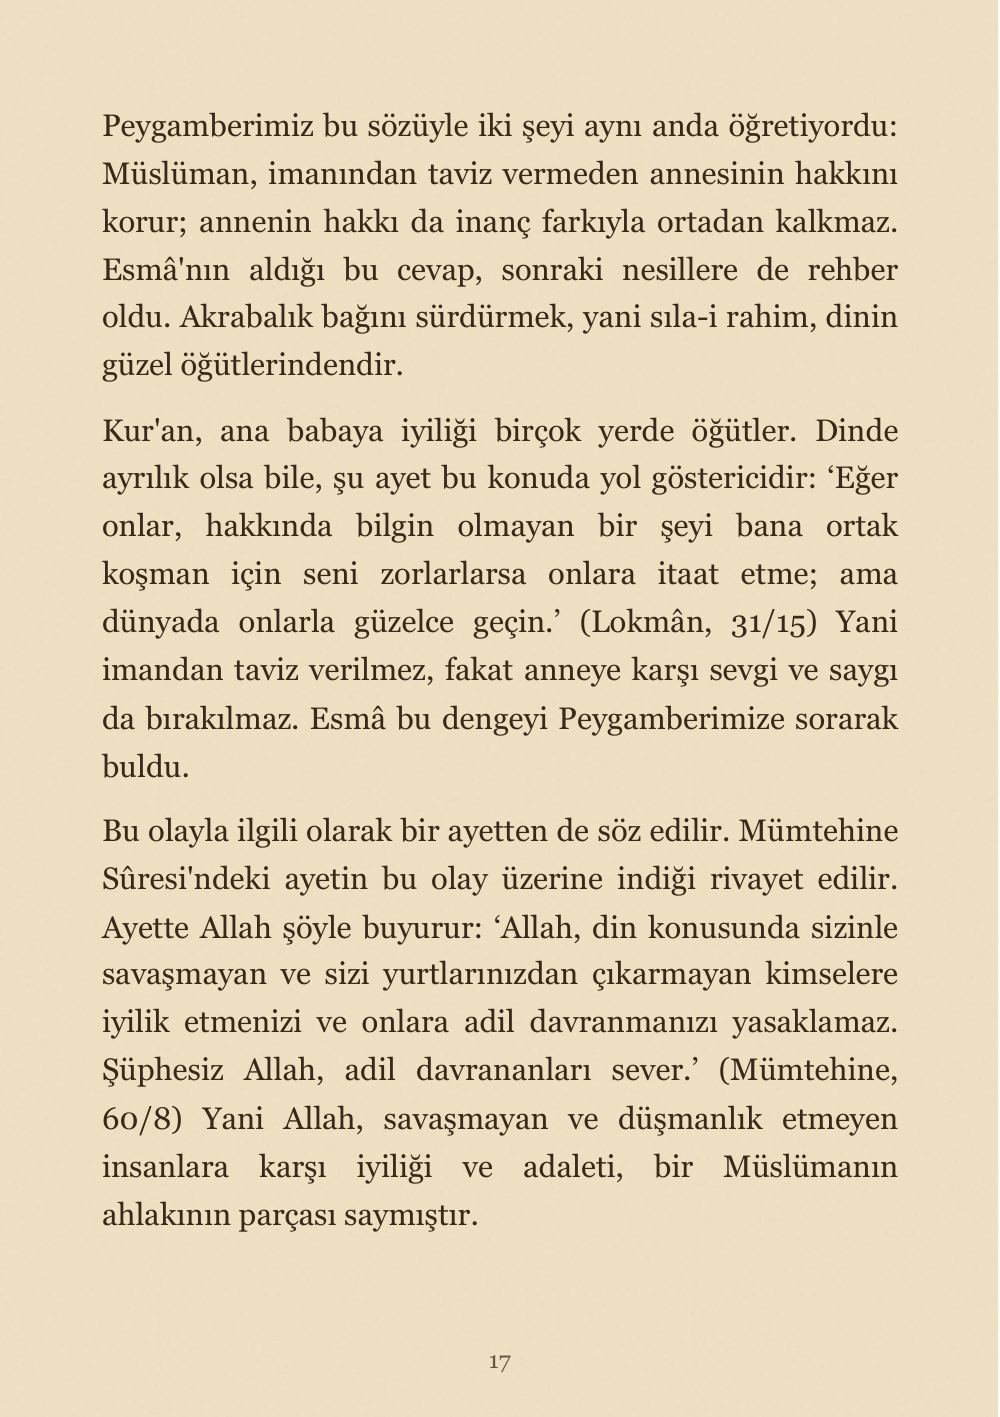 Peygamberimiz bu sözüyle iki şeyi aynı anda öğretiyordu:
Müslüman, imanından taviz vermeden annesinin hakkını
korur; annenin hakkı da inanç farkıyla ortadan kalkmaz.
Esmâ'nın aldığı bu cevap, sonraki nesillere de rehber
oldu. Akrabalık bağını sürdürmek, yani sıla-i rahim, dinin
güzel öğütlerindendir.
Kur'an, ana babaya iyiliği birçok yerde öğütler. Dinde
ayrılık olsa bile, şu ayet bu konuda yol göstericidir: ‘Eğer
onlar, hakkında bilgin olmayan bir şeyi bana ortak
koşman için seni zorlarlarsa onlara itaat etme; ama
dünyada onlarla güzelce geçin.’ (Lokmân, 31/15) Yani
imandan taviz verilmez, fakat anneye karşı sevgi ve saygı
da bırakılmaz. Esmâ bu dengeyi Peygamberimize sorarak
buldu.
Bu olayla ilgili olarak bir ayetten de söz edilir. Mümtehine
Sûresi'ndeki ayetin bu olay üzerine indiği rivayet edilir.
Ayette Allah şöyle buyurur: ‘Allah, din konusunda sizinle
savaşmayan ve sizi yurtlarınızdan çıkarmayan kimselere
iyilik etmenizi ve onlara adil davranmanızı yasaklamaz.
Şüphesiz Allah, adil davrananları sever.’ (Mümtehine,
60/8) Yani Allah, savaşmayan ve düşmanlık etmeyen
insanlara karşı iyiliği ve adaleti, bir Müslümanın
ahlakının parçası saymıştır.
17